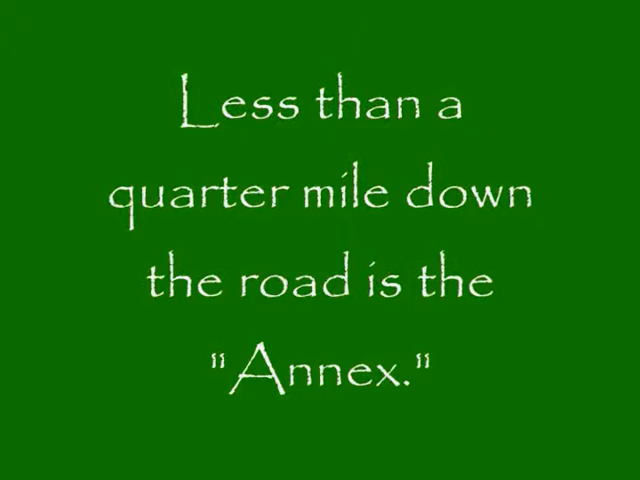 Less than a
quarter mile down
the road is the
"Annex."